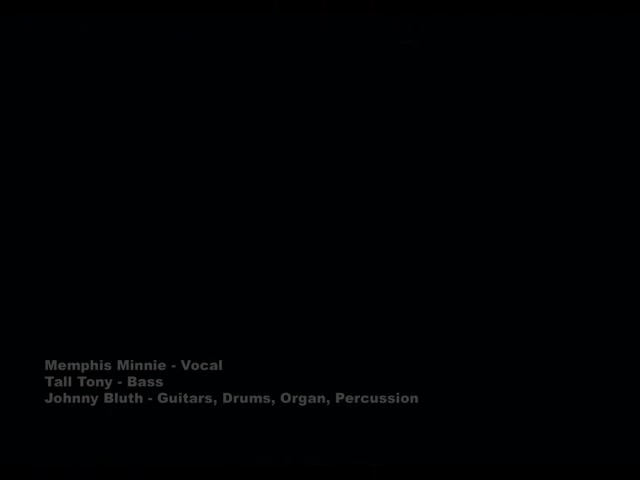 Memphis Minnie - Vocal
Tall Tony - Bass
Johnny Bluth - Guitars, Drums, Organ, Percussion